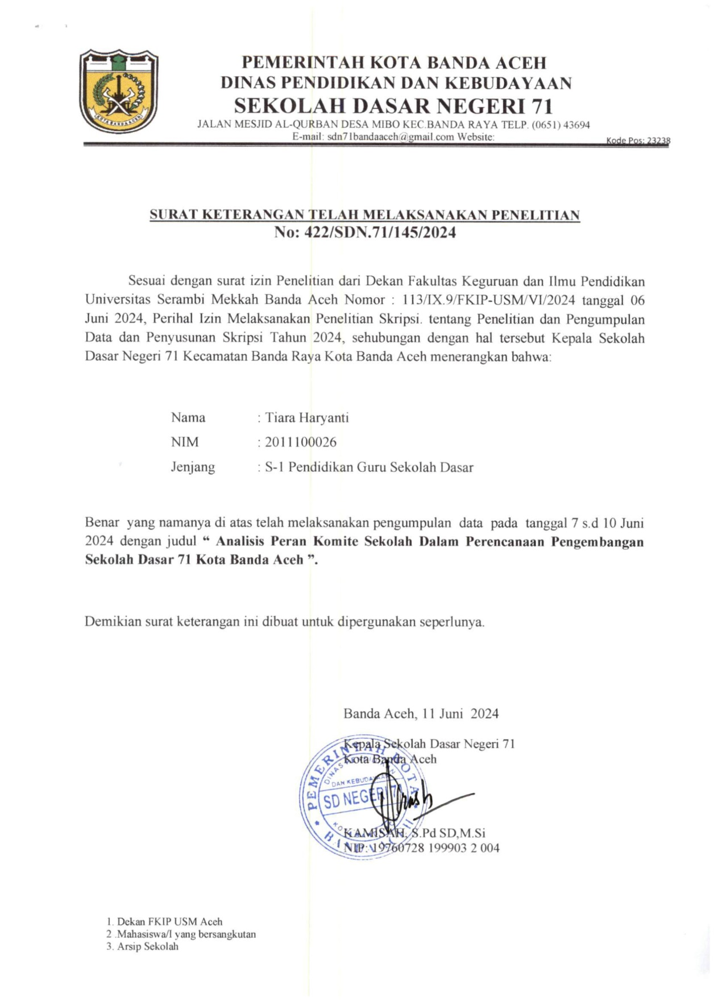 KOTA BANDA ACEH
PEMERINTAH KOTA BANDA ACEH
DINAS PENDIDIKAN DAN KEBUDAYAAN
SEKOLAH DASAR NEGERI 71
JALAN MESJID AL-QURBAN DESA MIBO KEC.BANDA RAYA TELP. (0651) 43694
E-mail: sdn71bandaaceh@gmail.com Website:
Kode Pos: 23238
SURAT KETERANGAN TELAH MELAKSANAKAN PENELITIAN
No: 422/SDN.71/145/2024
Sesuai dengan surat izin Penelitian dari Dekan Fakultas Keguruan dan Ilmu Pendidikan
Universitas Serambi Mekkah Banda Aceh Nomor : 113/IX.9/FKIP-USM/VI/2024 tanggal 06
Juni 2024, Perihal Izin Melaksanakan Penelitian Skripsi. tentang Penelitian dan Pengumpulan
Data dan Penyusunan Skripsi Tahun 2024, sehubungan dengan hal tersebut Kepala Sekolah
Dasar Negeri 71 Kecamatan Banda Raya Kota Banda Aceh menerangkan bahwa:
Nama : Tiara Haryanti
NIM : 2011100026
Jenjang : S-1 Pendidikan Guru Sekolah Dasar
Benar yang namanya di atas telah melaksanakan pengumpulan data pada tanggal 7 s.d 10 Juni
2024 dengan judul “ Analisis Peran Komite Sekolah Dalam Perencanaan Pengembangan
Sekolah Dasar 71 Kota Banda Aceh ”.
Demikian surat keterangan ini dibuat untuk dipergunakan seperlunya.
Banda Aceh, 11 Juni 2024
Kepala Sekolah Dasar Negeri 71
Kota Banda Aceh
PEMERINTAH KOTA
DINAS PENDIDIKAN
DAN KEBUDAYAAN
SD NEGERI 71
BANDA ACEH
KAMISAH, S.Pd SD,M.Si
NIP: 19760728 199903 2 004
1. Dekan FKIP USM Aceh
2 .Mahasiswa/I yang bersangkutan
3. Arsip Sekolah